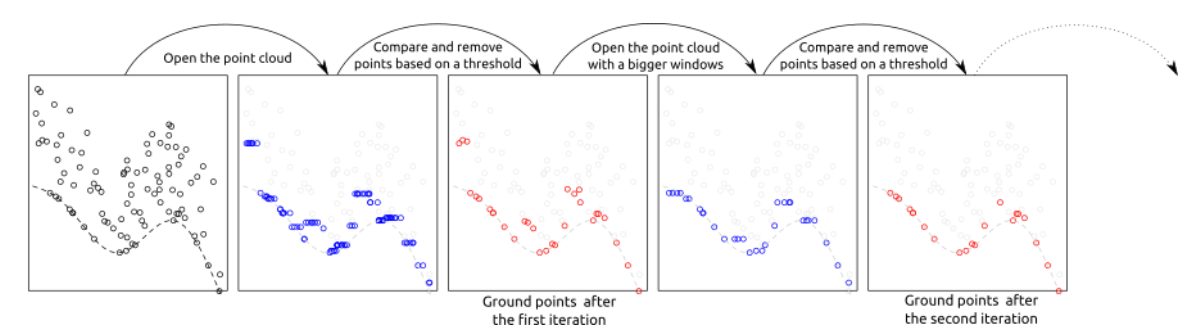 Open the point cloud
Compare and remove
points based on a threshold
Open the point cloud
with a bigger windows
Compare and remove
points based on a threshold
Ground points after
the first iteration
Ground points after
the second iteration